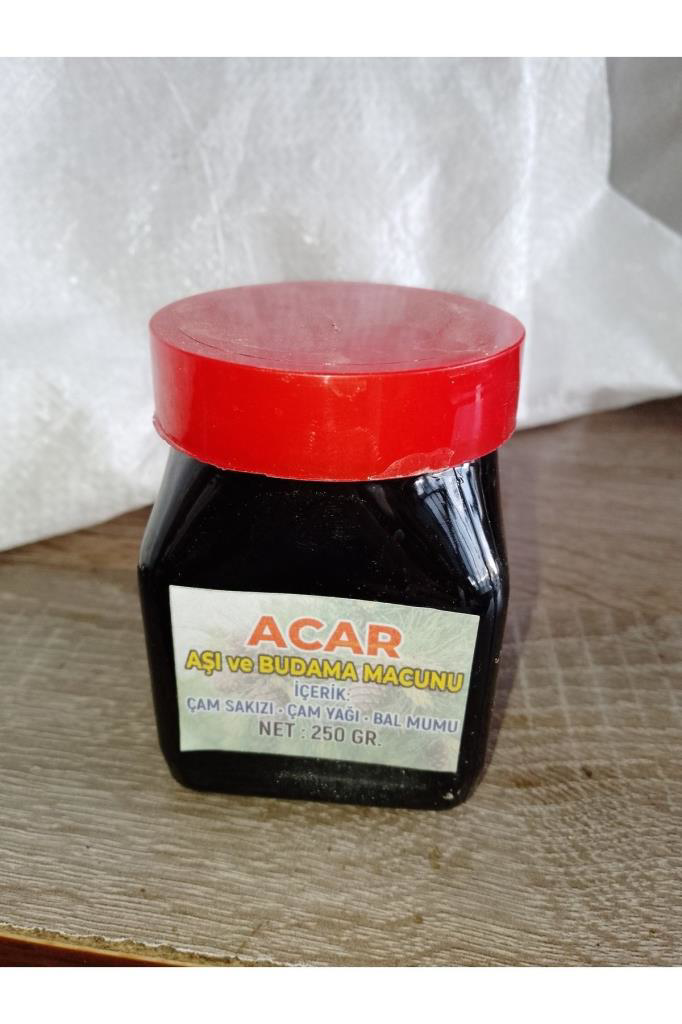 ACAR
AŞI ve BUDAMA MACUNU
İÇERİK:
ÇAM SAKIZI - ÇAM YAĞI - BAL MUMU
NET : 250 GR.